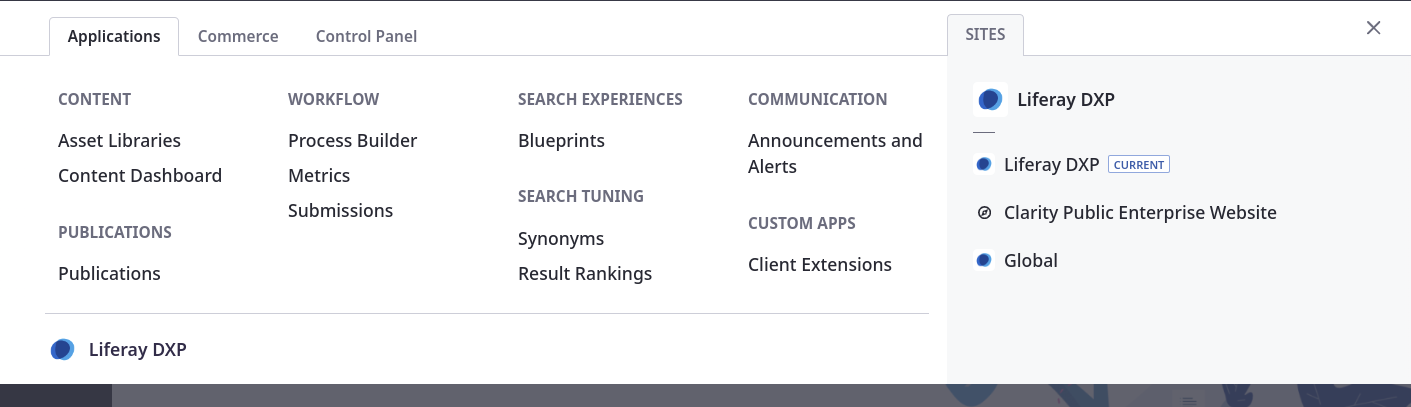 Applications
Commerce
Control Panel
SITES
CONTENT
Asset Libraries
Content Dashboard
PUBLICATIONS
Publications
WORKFLOW
Process Builder
Metrics
Submissions
SEARCH EXPERIENCES
Blueprints
SEARCH TUNING
Synonyms
Result Rankings
COMMUNICATION
Announcements and
Alerts
CUSTOM APPS
Client Extensions
Liferay DXP
Liferay DXP
Liferay DXP CURRENT
Clarity Public Enterprise Website
Global